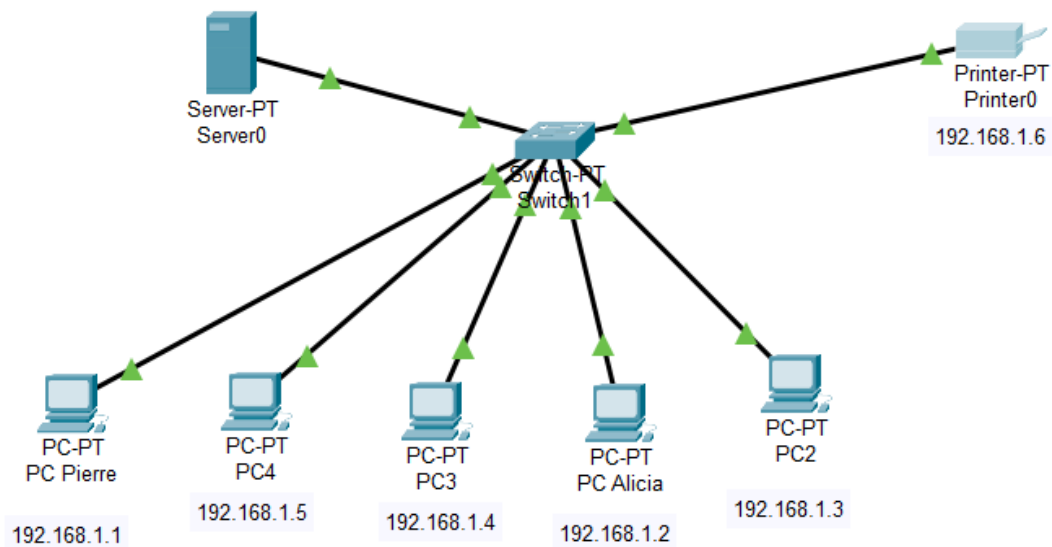 Server-PT
Server0
Printer-PT
Printer0
192.168.1.6
Switch-PT
Switch1
PC-PT
PC Pierre
192.168.1.1
PC-PT
PC4
192.168.1.5
PC-PT
PC3
192.168.1.4
PC-PT
PC Alicia
192.168.1.2
PC-PT
PC2
192.168.1.3